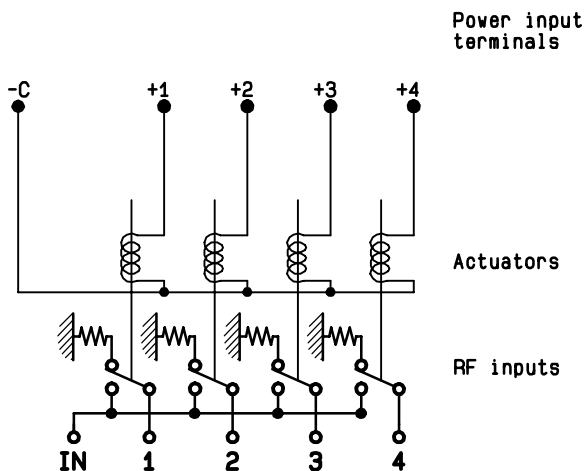 Power input
terminals
-C +1 +2 +3 +4
Actuators
RF inputs
IN 1 2 3 4